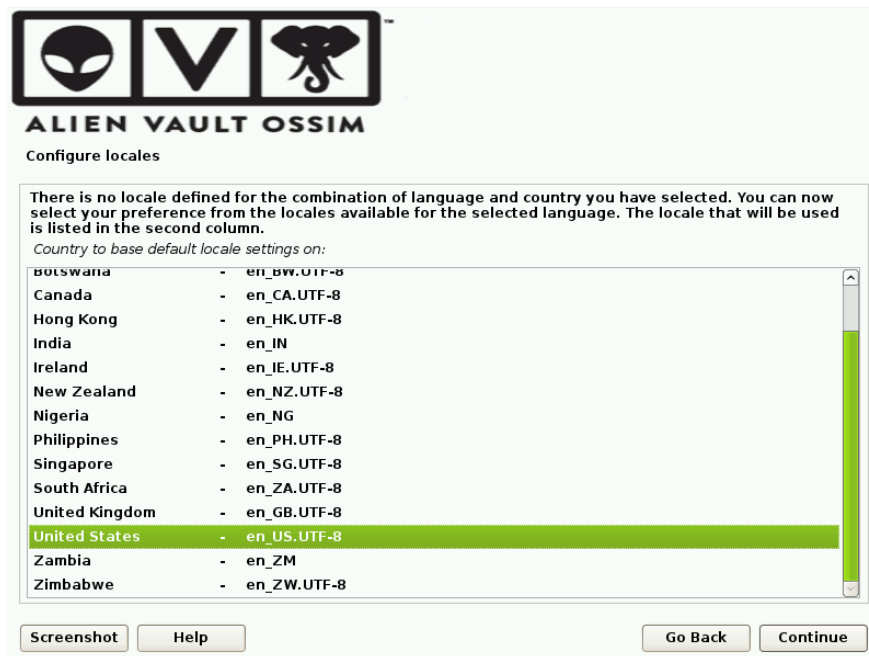 ™
ALIEN VAULT OSSIM
Configure locales
There is no locale defined for the combination of language and country you have selected. You can now
select your preference from the locales available for the selected language. The locale that will be used
is listed in the second column.
Country to base default locale settings on:
Botswana - en_BW.UTF-8
Canada - en_CA.UTF-8
Hong Kong - en_HK.UTF-8
India - en_IN
Ireland - en_IE.UTF-8
New Zealand - en_NZ.UTF-8
Nigeria - en_NG
Philippines - en_PH.UTF-8
Singapore - en_SG.UTF-8
South Africa - en_ZA.UTF-8
United Kingdom - en_GB.UTF-8
United States - en_US.UTF-8
Zambia - en_ZM
Zimbabwe - en_ZW.UTF-8
Screenshot Help Go Back Continue